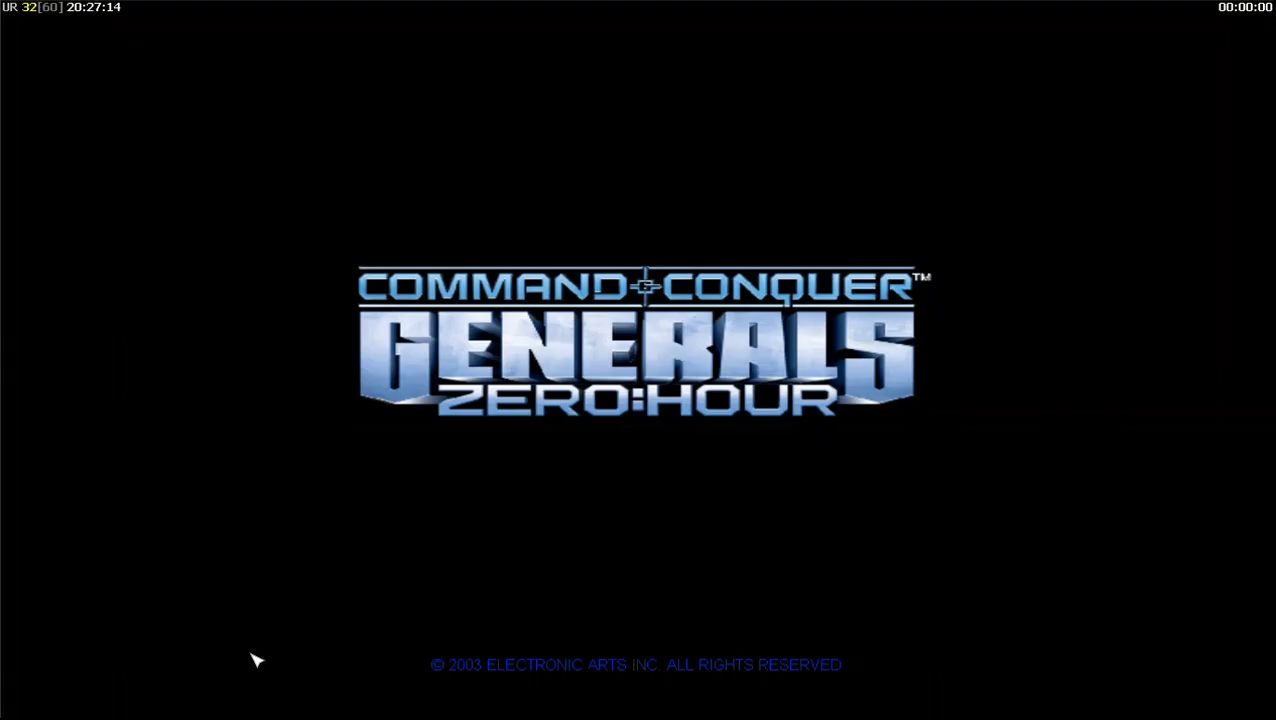 UR 32[60] 20:27:14
00:00:00
COMMAND & CONQUER™
GENERALS
ZERO:HOUR
© 2003 ELECTRONIC ARTS INC. ALL RIGHTS RESERVED